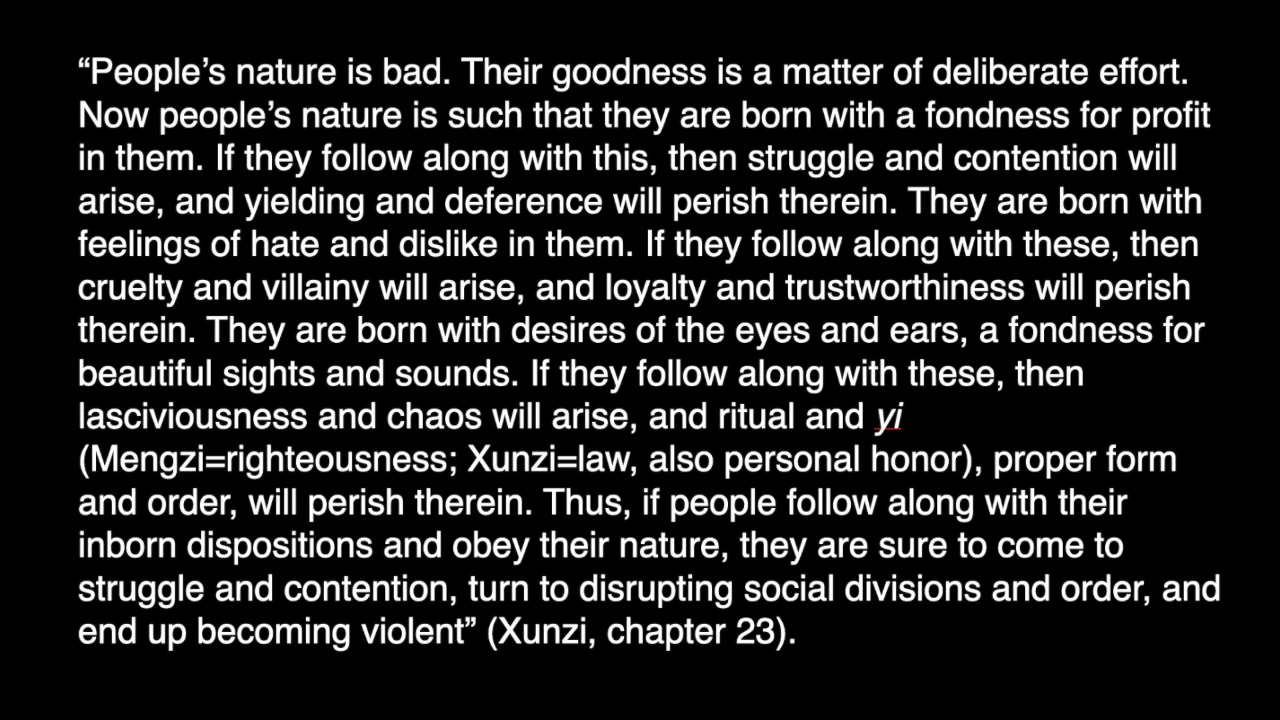 “People’s nature is bad. Their goodness is a matter of deliberate effort.
Now people’s nature is such that they are born with a fondness for profit
in them. If they follow along with this, then struggle and contention will
arise, and yielding and deference will perish therein. They are born with
feelings of hate and dislike in them. If they follow along with these, then
cruelty and villainy will arise, and loyalty and trustworthiness will perish
therein. They are born with desires of the eyes and ears, a fondness for
beautiful sights and sounds. If they follow along with these, then
lasciviousness and chaos will arise, and ritual and yi
(Mengzi=righteousness; Xunzi=law, also personal honor), proper form
and order, will perish therein. Thus, if people follow along with their
inborn dispositions and obey their nature, they are sure to come to
struggle and contention, turn to disrupting social divisions and order, and
end up becoming violent” (Xunzi, chapter 23).